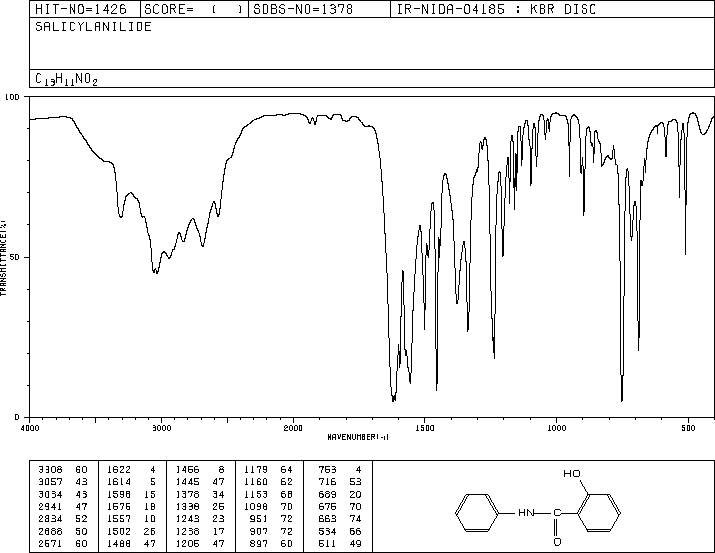 HIT-NO=1426 SCORE= ( ) SDBS-NO=1378 IR-NIDA-04185 : KBR DISC
SALICYLANILIDE
C13H11NO2
100
50
0
TRANSMITTANCE(%)
4000 3000 2000 1500 1000 500
WAVENUMBER(-1)
3308 60 1622 4 1456 8 1179 64 753 4
3057 43 1614 5 1445 47 1160 62 716 53
3034 43 1598 15 1378 34 1153 68 689 20
2941 47 1575 18 1338 25 1098 70 675 70
2834 52 1557 10 1243 23 951 72 663 74
2688 50 1502 26 1236 17 907 72 534 66
2571 60 1488 47 1205 47 897 60 511 49
HO
HN C
O